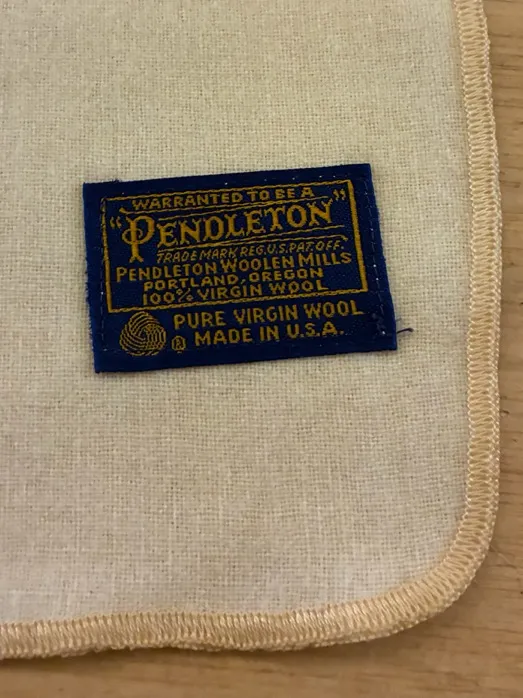 WARRANTED TO BE A
"PENDLETON"
TRADE MARK REG. U.S. PAT. OFF.
PENDLETON WOOLEN MILLS
PORTLAND, OREGON
100% VIRGIN WOOL
PURE VIRGIN WOOL
® MADE IN U.S.A.